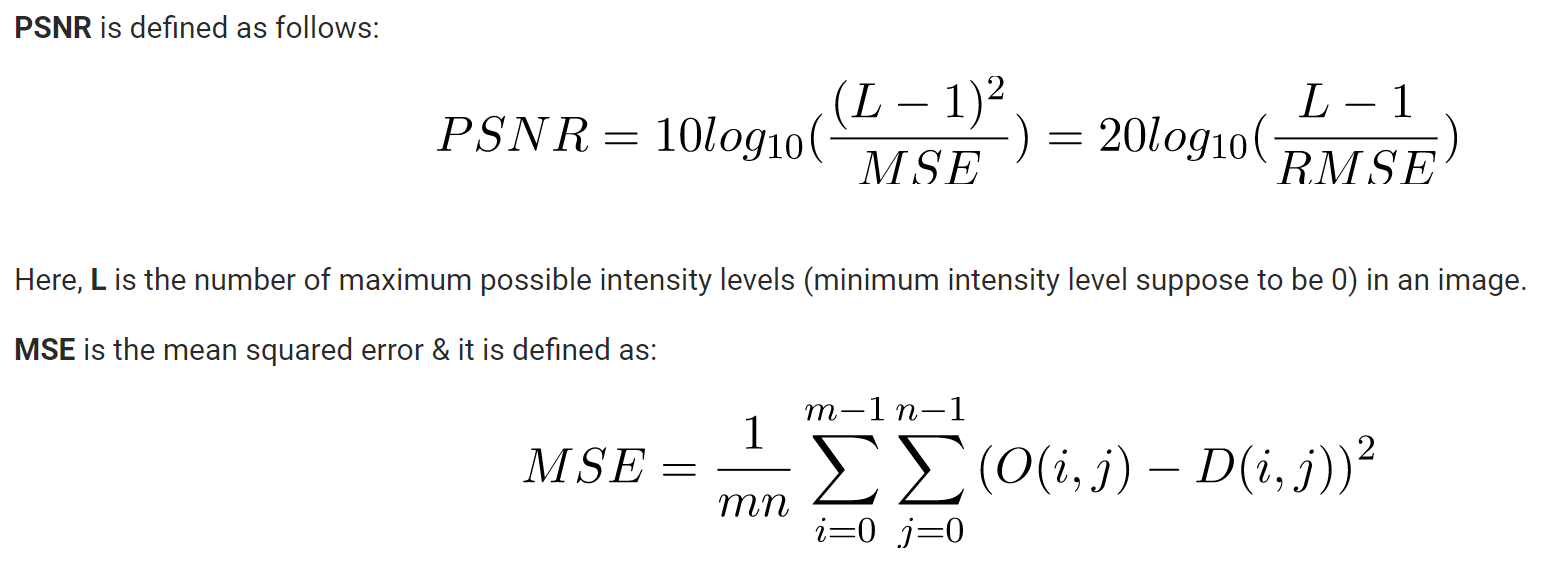 PSNR is defined as follows:
PSNR = 10log₁₀((L − 1)² / MSE) = 20log₁₀((L − 1) / RMSE)
Here, L is the number of maximum possible intensity levels (minimum intensity level suppose to be 0) in an image.
MSE is the mean squared error & it is defined as:
MSE = (1 / mn) ∑_{i=0}^{m−1} ∑_{j=0}^{n−1} (O(i, j) − D(i, j))²